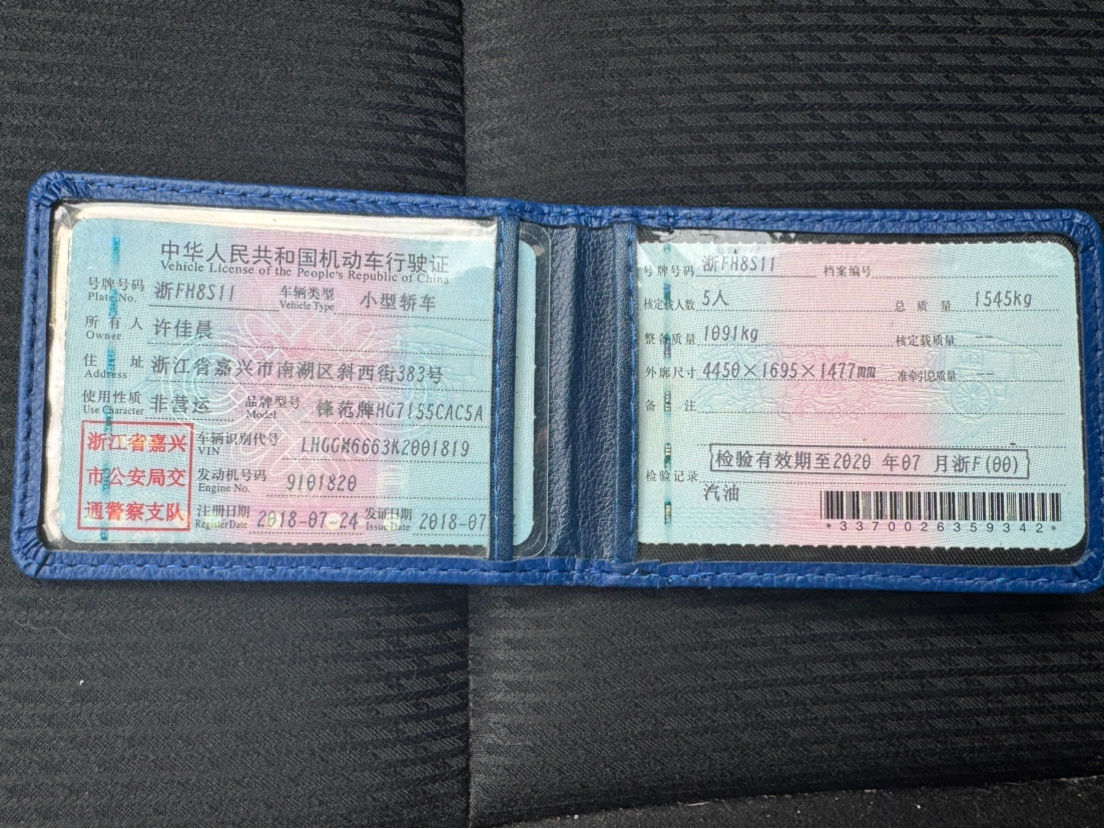 中华人民共和国机动车行驶证
Vehicle License of the People's Republic of China
号牌号码 浙FH8S11 车辆类型 小型轿车
Plate No. Vehicle Type
所有人 许佳晨
Owner
住址 浙江省嘉兴市南湖区斜西街383号
Address
使用性质 非营运 品牌型号 锋范牌HG7155CAC5A
Use Character Model
浙江省嘉兴
市公安局交
通警察支队
车辆识别代号 LHGGM6663K2001819
VIN
发动机号码 9101820
Engine No.
注册日期 2018-07-24 发证日期 2018-07
Register Date Issue Date
号牌号码 浙FH8S11 档案编号
核定载人数 5人 总质量 1545kg
整备质量 1091kg 核定载质量 --
外廓尺寸 4450×1695×1477mm 准牵引总质量 --
备注
检验有效期至2020 年07 月浙F(00)
检验记录
汽油
*3370026359342*